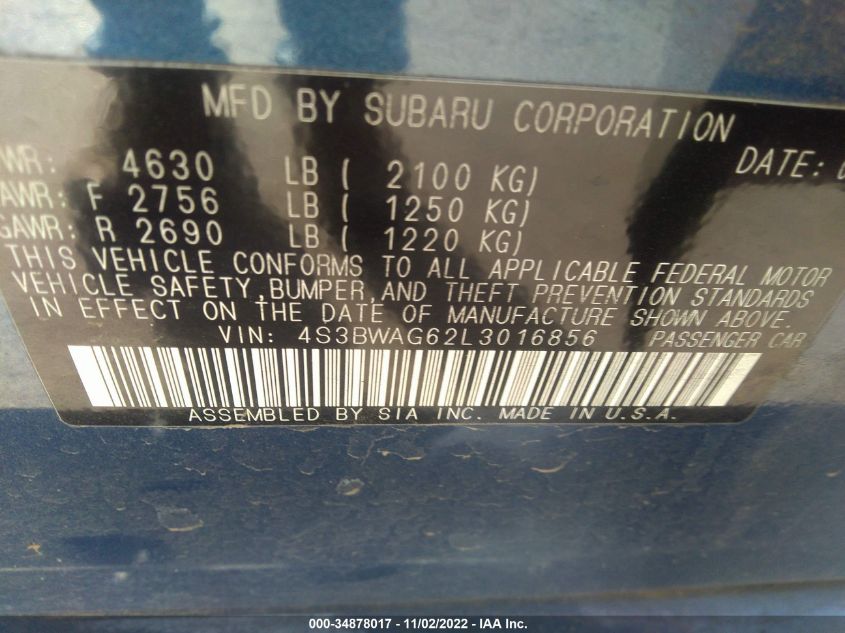 MFD BY SUBARU CORPORATION
WR: 4630 LB ( 2100 KG) DATE:
AWR: F 2756 LB ( 1250 KG)
GAWR: R 2690 LB ( 1220 KG)
THIS VEHICLE CONFORMS TO ALL APPLICABLE FEDERAL MOTOR
VEHICLE SAFETY,BUMPER,AND THEFT PREVENTION STANDARDS
IN EFFECT ON THE DATE OF MANUFACTURE SHOWN ABOVE.
VIN: 4S3BWAG62L3016856 PASSENGER CAR
ASSEMBLED BY SIA INC. MADE IN U.S.A.
000-34878017 - 11/02/2022 - IAA Inc.